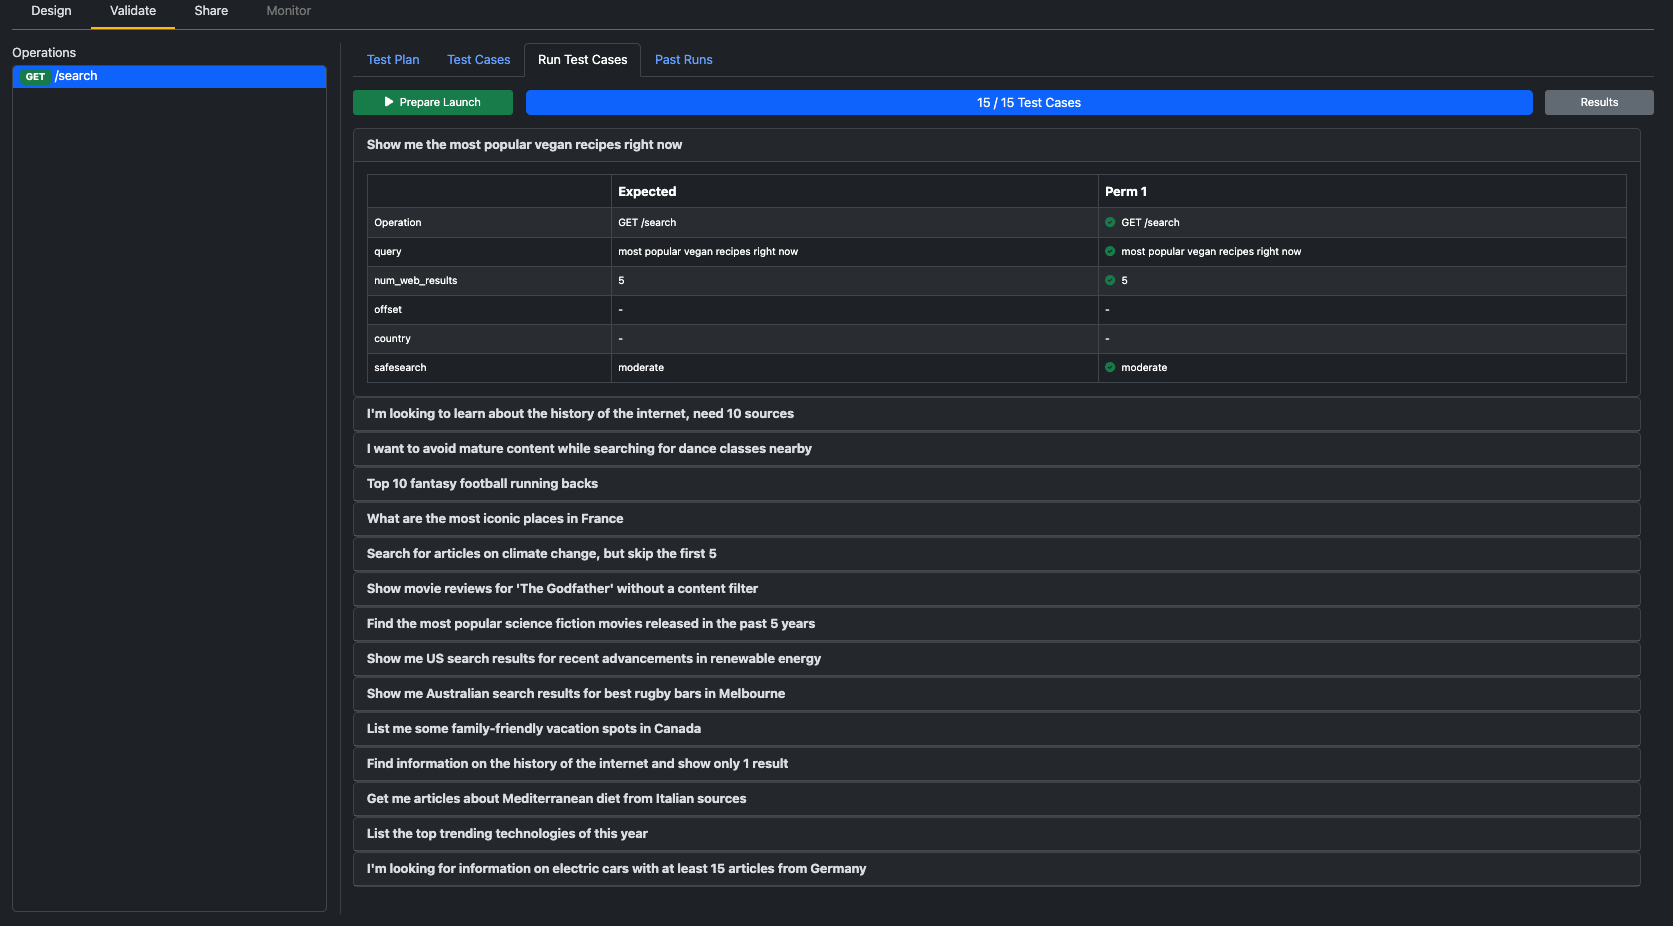 Design Validate Share Monitor
Operations
GET /search
Test Plan Test Cases Run Test Cases Past Runs
Prepare Launch 15 / 15 Test Cases Results
Show me the most popular vegan recipes right now
Expected Perm 1
Operation GET /search GET /search
query most popular vegan recipes right now most popular vegan recipes right now
num_web_results 5 5
offset - -
country - -
safesearch moderate moderate
I'm looking to learn about the history of the internet, need 10 sources
I want to avoid mature content while searching for dance classes nearby
Top 10 fantasy football running backs
What are the most iconic places in France
Search for articles on climate change, but skip the first 5
Show movie reviews for 'The Godfather' without a content filter
Find the most popular science fiction movies released in the past 5 years
Show me US search results for recent advancements in renewable energy
Show me Australian search results for best rugby bars in Melbourne
List me some family-friendly vacation spots in Canada
Find information on the history of the internet and show only 1 result
Get me articles about Mediterranean diet from Italian sources
List the top trending technologies of this year
I'm looking for information on electric cars with at least 15 articles from Germany